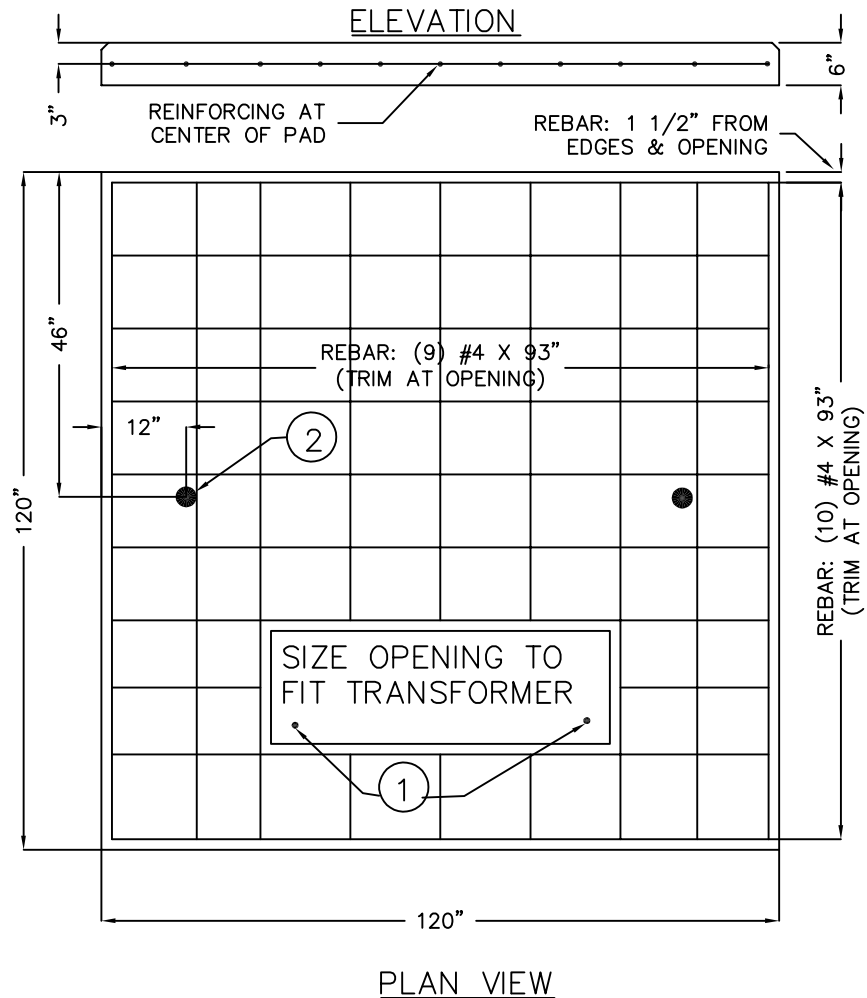 ELEVATION
3"
6"
REINFORCING AT
CENTER OF PAD
REBAR: 1 1/2" FROM
EDGES & OPENING
46"
REBAR: (9) #4 X 93"
(TRIM AT OPENING)
12"
2
120"
REBAR: (10) #4 X 93"
(TRIM AT OPENING)
SIZE OPENING TO
FIT TRANSFORMER
1
120"
PLAN VIEW